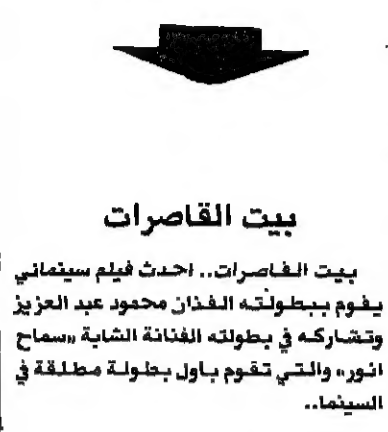 بيت القاصرات
بيت القاصرات.. احدث فيلم سينمائي
يقوم ببطولته الفنان محمود عبد العزيز
وتشاركه في بطولته الفنانة الشابة «سماح
انور» والتي تقوم باول بطولة مطلقة في
السينما..